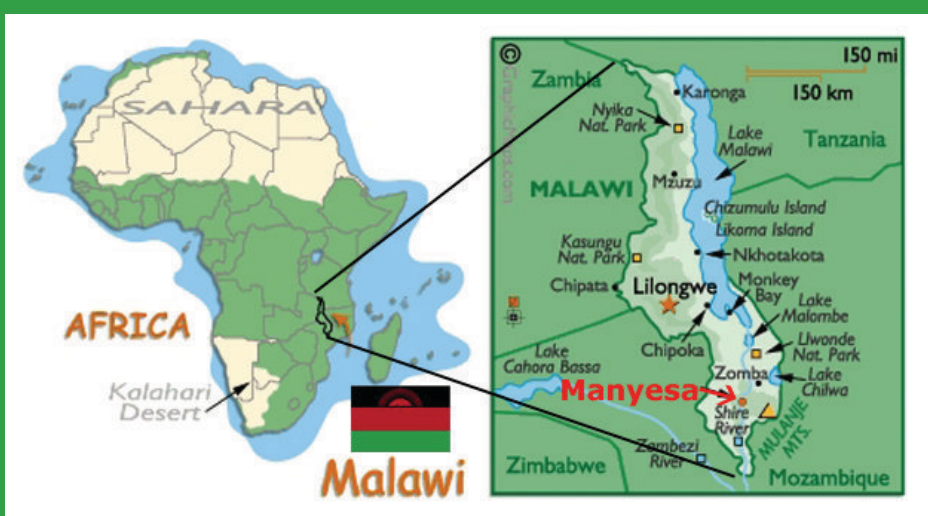 SAHARA
AFRICA
Kalahari
Desert
Malawi
©
GraphicMaps.com
150 mi
150 km
Zambia
Karonga
Nyika
Nat. Park
Lake
Malawi
Tanzania
MALAWI
Mzuzu
Chizumulu Island
Likoma Island
Kasungu
Nat. Park
Nkhotakota
Chipata
Lilongwe
Monkey
Bay
Lake
Malombe
Chipoka
Liwonde
Nat. Park
Lake
Cahora Bassa
Zomba
Lake
Chilwa
Manyesa
Shire
River
MULANJE
MTS.
Zambezi
River
Zimbabwe
Mozambique